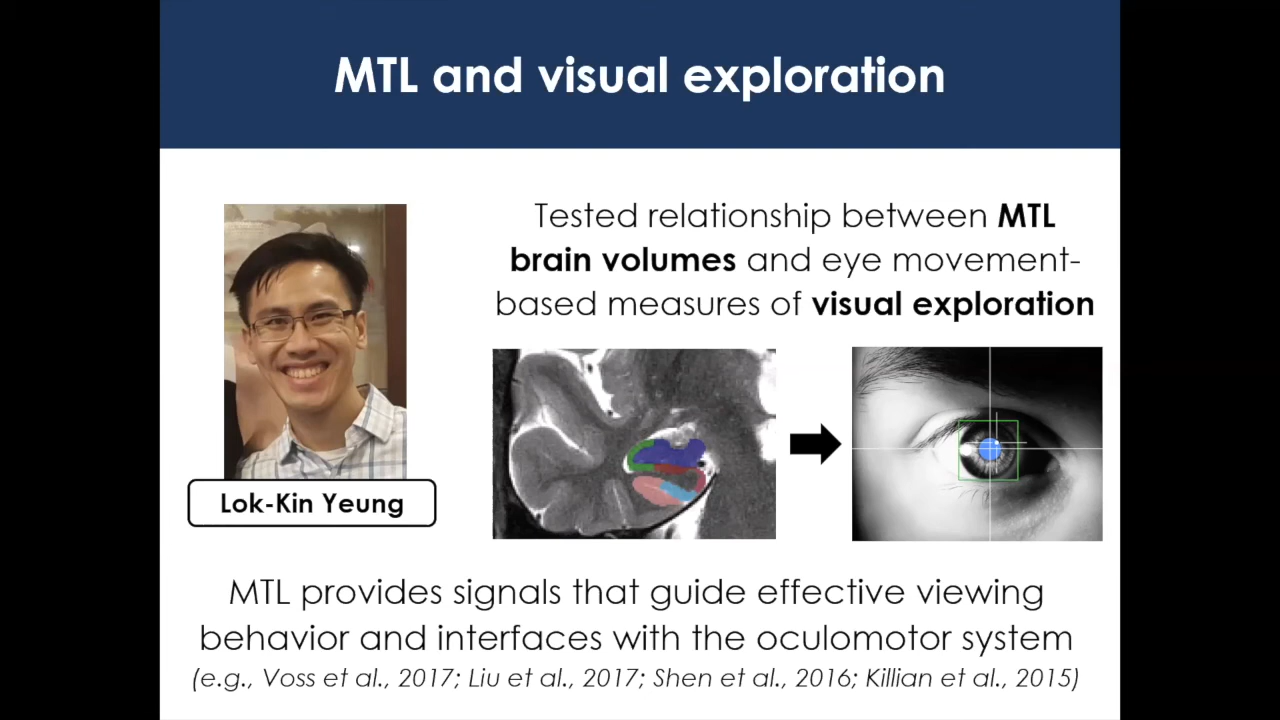 MTL and visual exploration
Tested relationship between MTL
brain volumes and eye movement-
based measures of visual exploration
Lok-Kin Yeung
MTL provides signals that guide effective viewing
behavior and interfaces with the oculomotor system
(e.g., Voss et al., 2017; Liu et al., 2017; Shen et al., 2016; Killian et al., 2015)